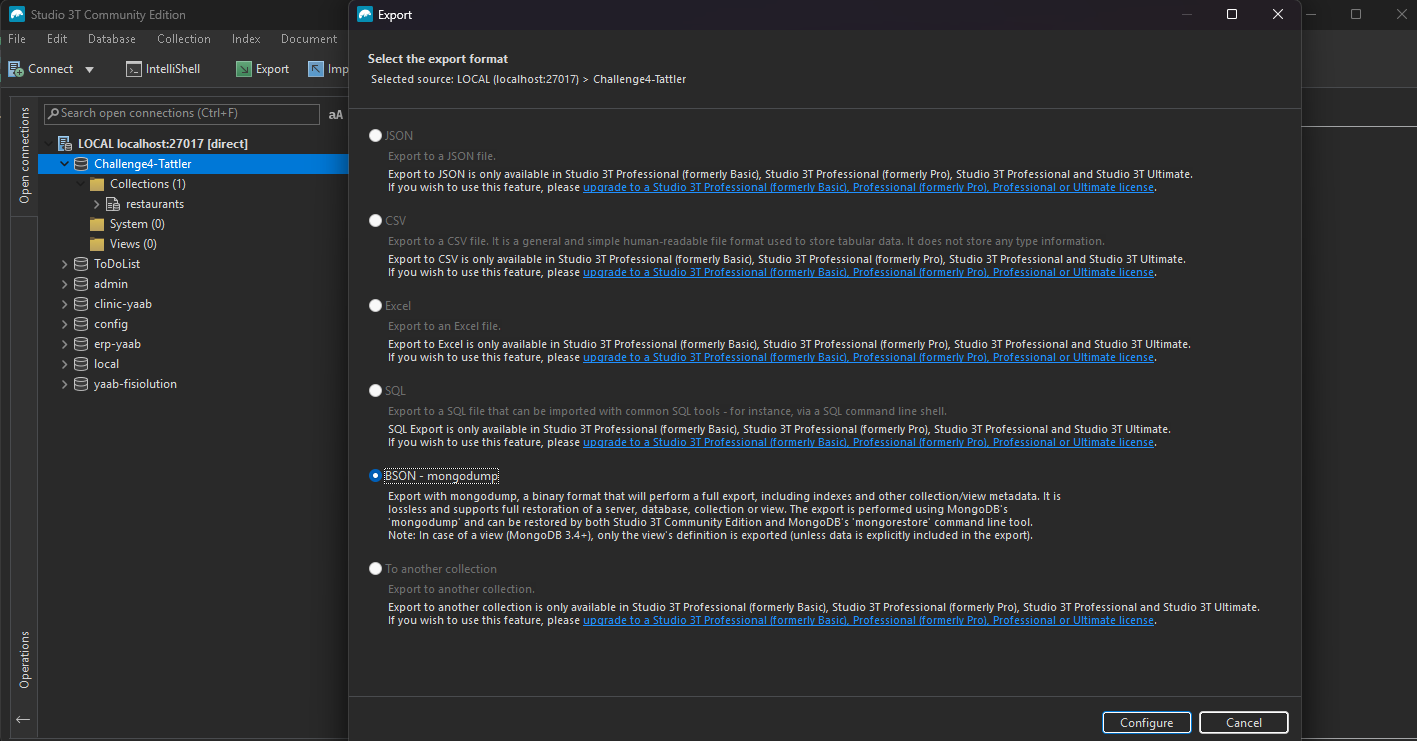 Studio 3T Community Edition
File Edit Database Collection Index Document
Connect IntelliShell Export Imp
Open connections
Search open connections (Ctrl+F) aA
LOCAL localhost:27017 [direct]
Challenge4-Tattler
Collections (1)
restaurants
System (0)
Views (0)
ToDoList
admin
clinic-yaab
config
erp-yaab
local
yaab-fisiolution
Operations
Export
Select the export format
Selected source: LOCAL (localhost:27017) > Challenge4-Tattler
JSON
Export to a JSON file.
Export to JSON is only available in Studio 3T Professional (formerly Basic), Studio 3T Professional (formerly Pro), Studio 3T Professional and Studio 3T Ultimate.
If you wish to use this feature, please upgrade to a Studio 3T Professional (formerly Basic), Professional (formerly Pro), Professional or Ultimate license.
CSV
Export to a CSV file. It is a general and simple human-readable file format used to store tabular data. It does not store any type information.
Export to CSV is only available in Studio 3T Professional (formerly Basic), Studio 3T Professional (formerly Pro), Studio 3T Professional and Studio 3T Ultimate.
If you wish to use this feature, please upgrade to a Studio 3T Professional (formerly Basic), Professional (formerly Pro), Professional or Ultimate license.
Excel
Export to an Excel file.
Export to Excel is only available in Studio 3T Professional (formerly Basic), Studio 3T Professional (formerly Pro), Studio 3T Professional and Studio 3T Ultimate.
If you wish to use this feature, please upgrade to a Studio 3T Professional (formerly Basic), Professional (formerly Pro), Professional or Ultimate license.
SQL
Export to a SQL file that can be imported with common SQL tools - for instance, via a SQL command line shell.
SQL Export is only available in Studio 3T Professional (formerly Basic), Studio 3T Professional (formerly Pro), Studio 3T Professional and Studio 3T Ultimate.
If you wish to use this feature, please upgrade to a Studio 3T Professional (formerly Basic), Professional (formerly Pro), Professional or Ultimate license.
BSON - mongodump
Export with mongodump, a binary format that will perform a full export, including indexes and other collection/view metadata. It is
lossless and supports full restoration of a server, database, collection or view. The export is performed using MongoDB's
'mongodump' and can be restored by both Studio 3T Community Edition and MongoDB's 'mongorestore' command line tool.
Note: In case of a view (MongoDB 3.4+), only the view's definition is exported (unless data is explicitly included in the export).
To another collection
Export to another collection.
Export to another collection is only available in Studio 3T Professional (formerly Basic), Studio 3T Professional (formerly Pro), Studio 3T Professional and Studio 3T Ultimate.
If you wish to use this feature, please upgrade to a Studio 3T Professional (formerly Basic), Professional (formerly Pro), Professional or Ultimate license.
Configure Cancel